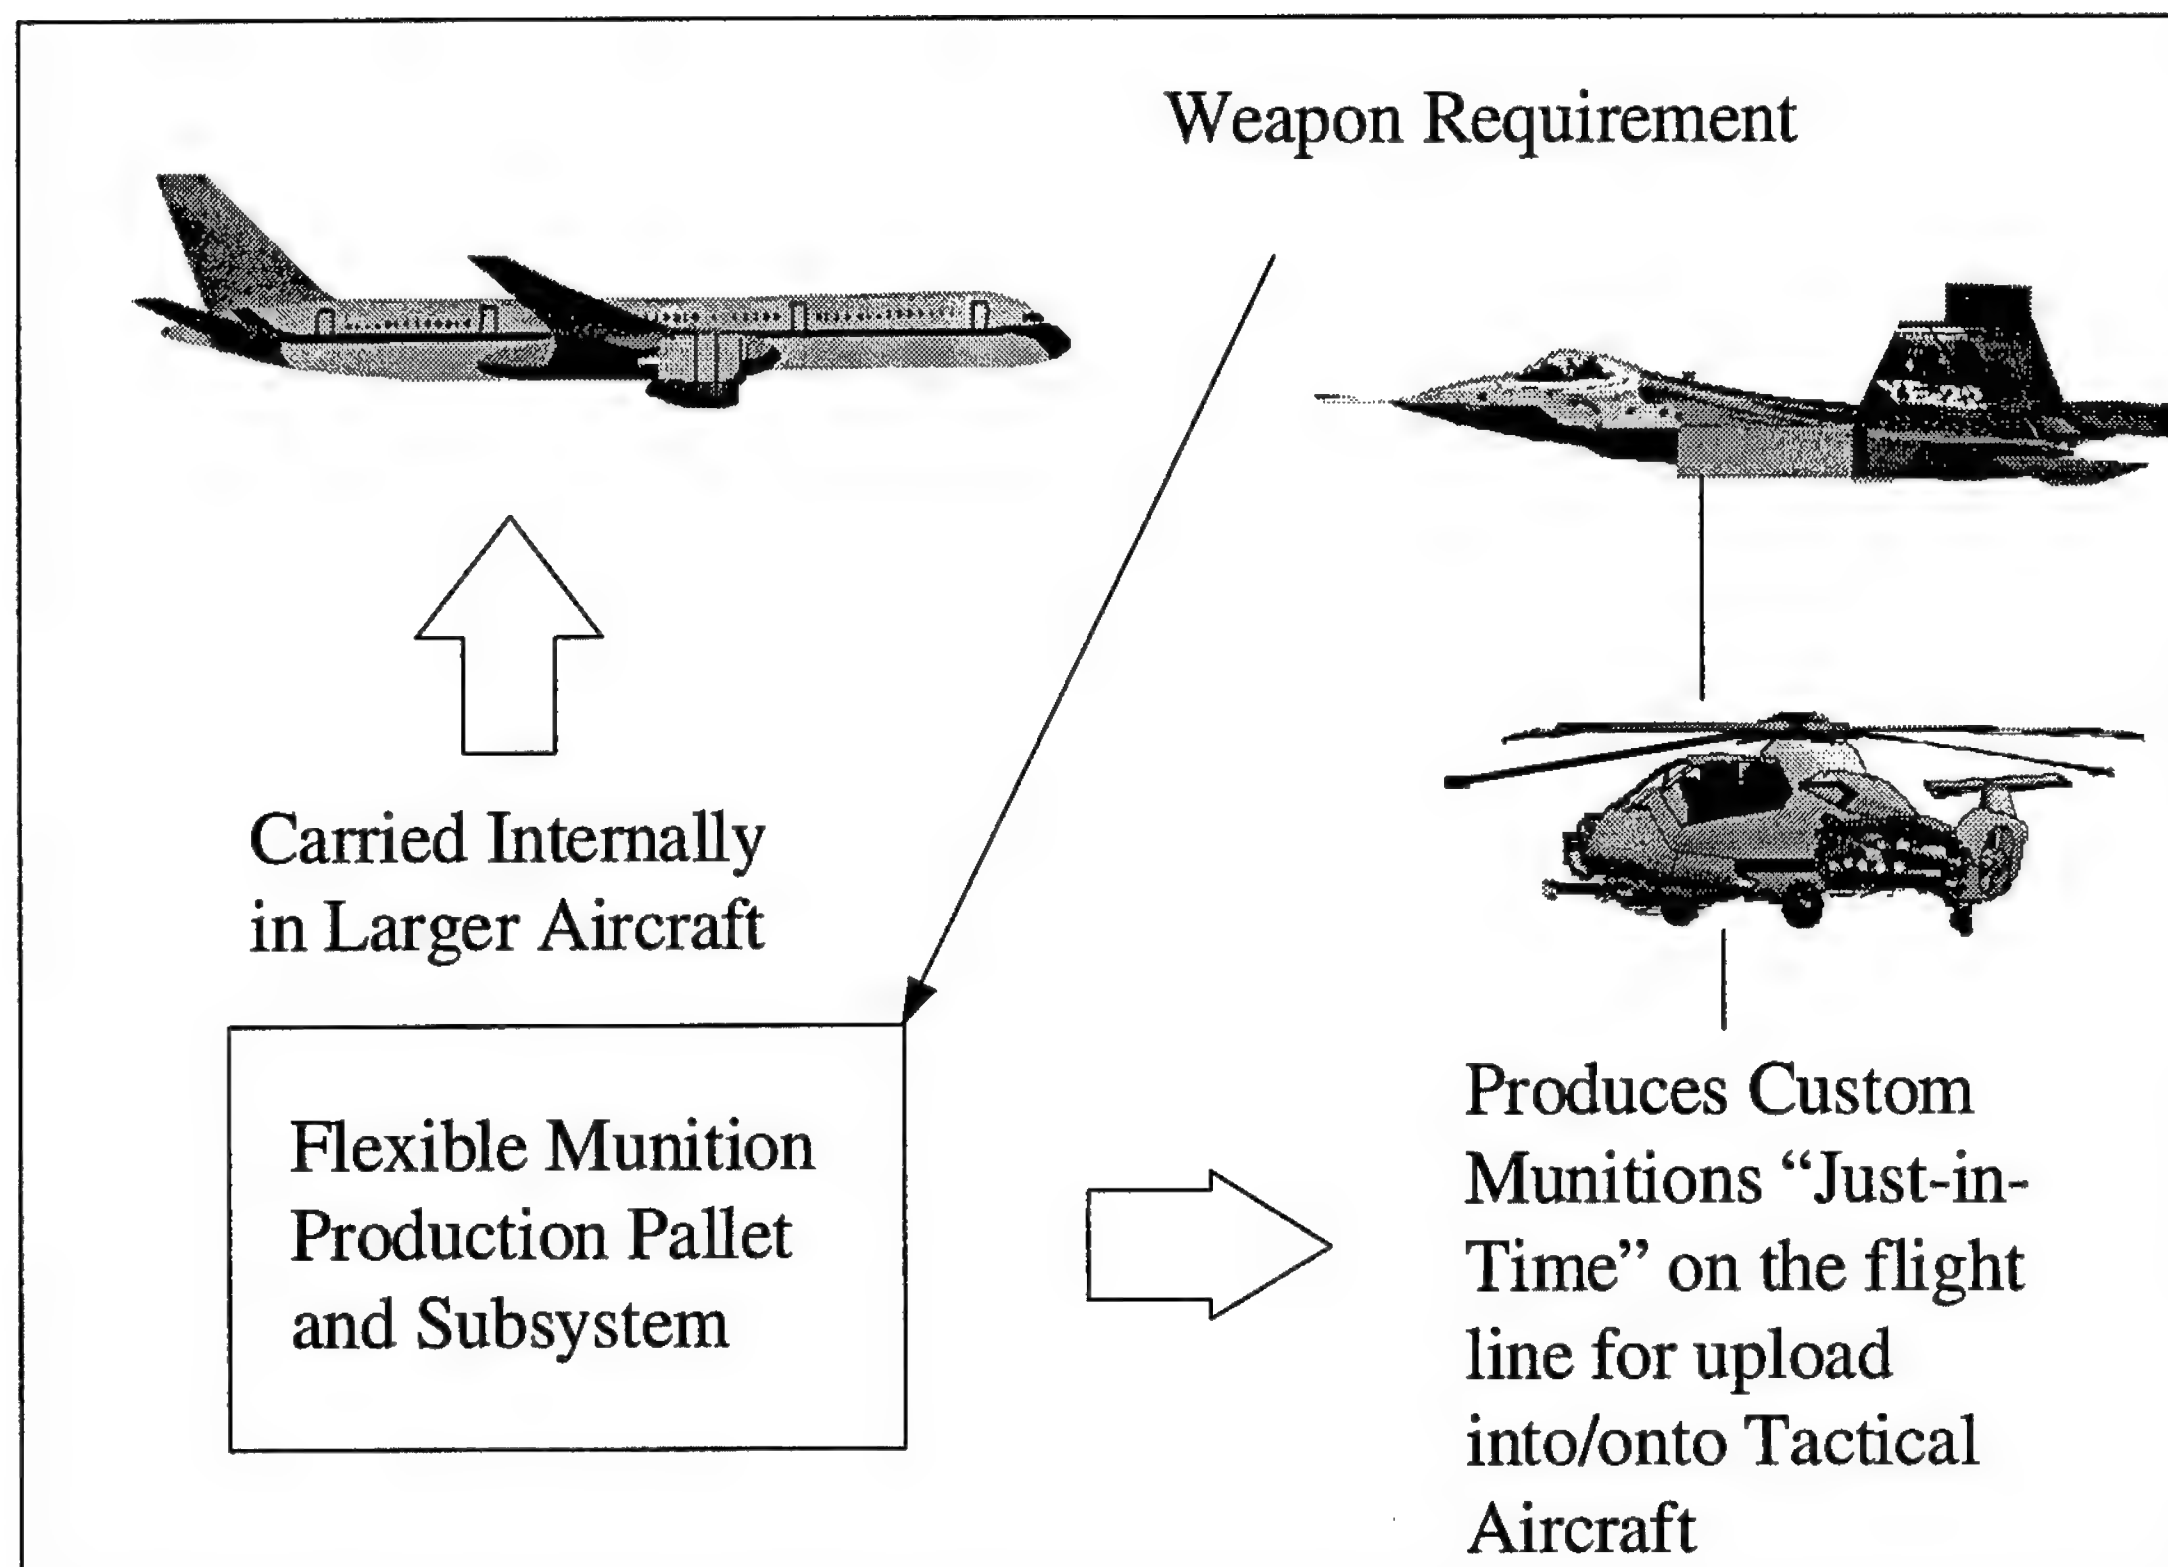 Weapon Requirement
Carried Internally
in Larger Aircraft
Flexible Munition
Production Pallet
and Subsystem
Produces Custom
Munitions “Just-in-
Time” on the flight
line for upload
into/onto Tactical
Aircraft